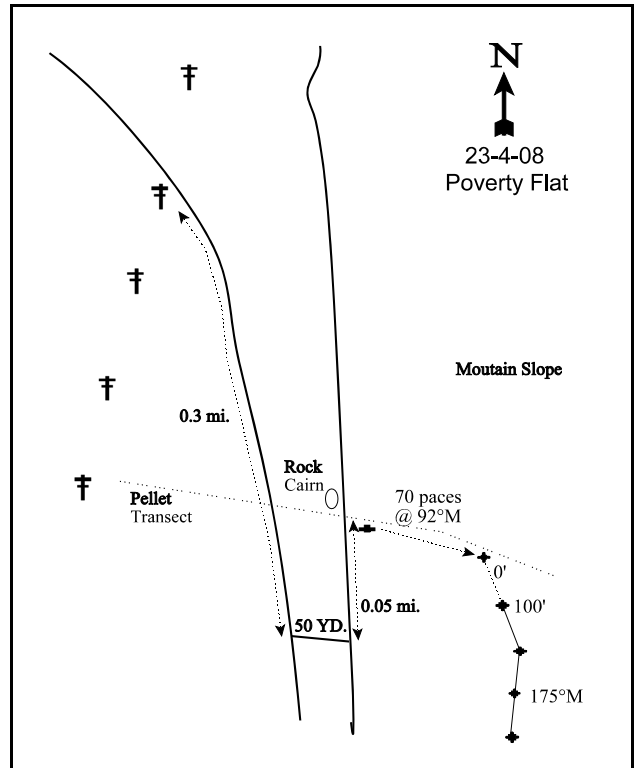 N
23-4-08
Poverty Flat
Moutain Slope
0.3 mi.
Rock
Cairn
70 paces
@ 92°M
Pellet
Transect
0'
100'
0.05 mi.
50 YD.
175°M